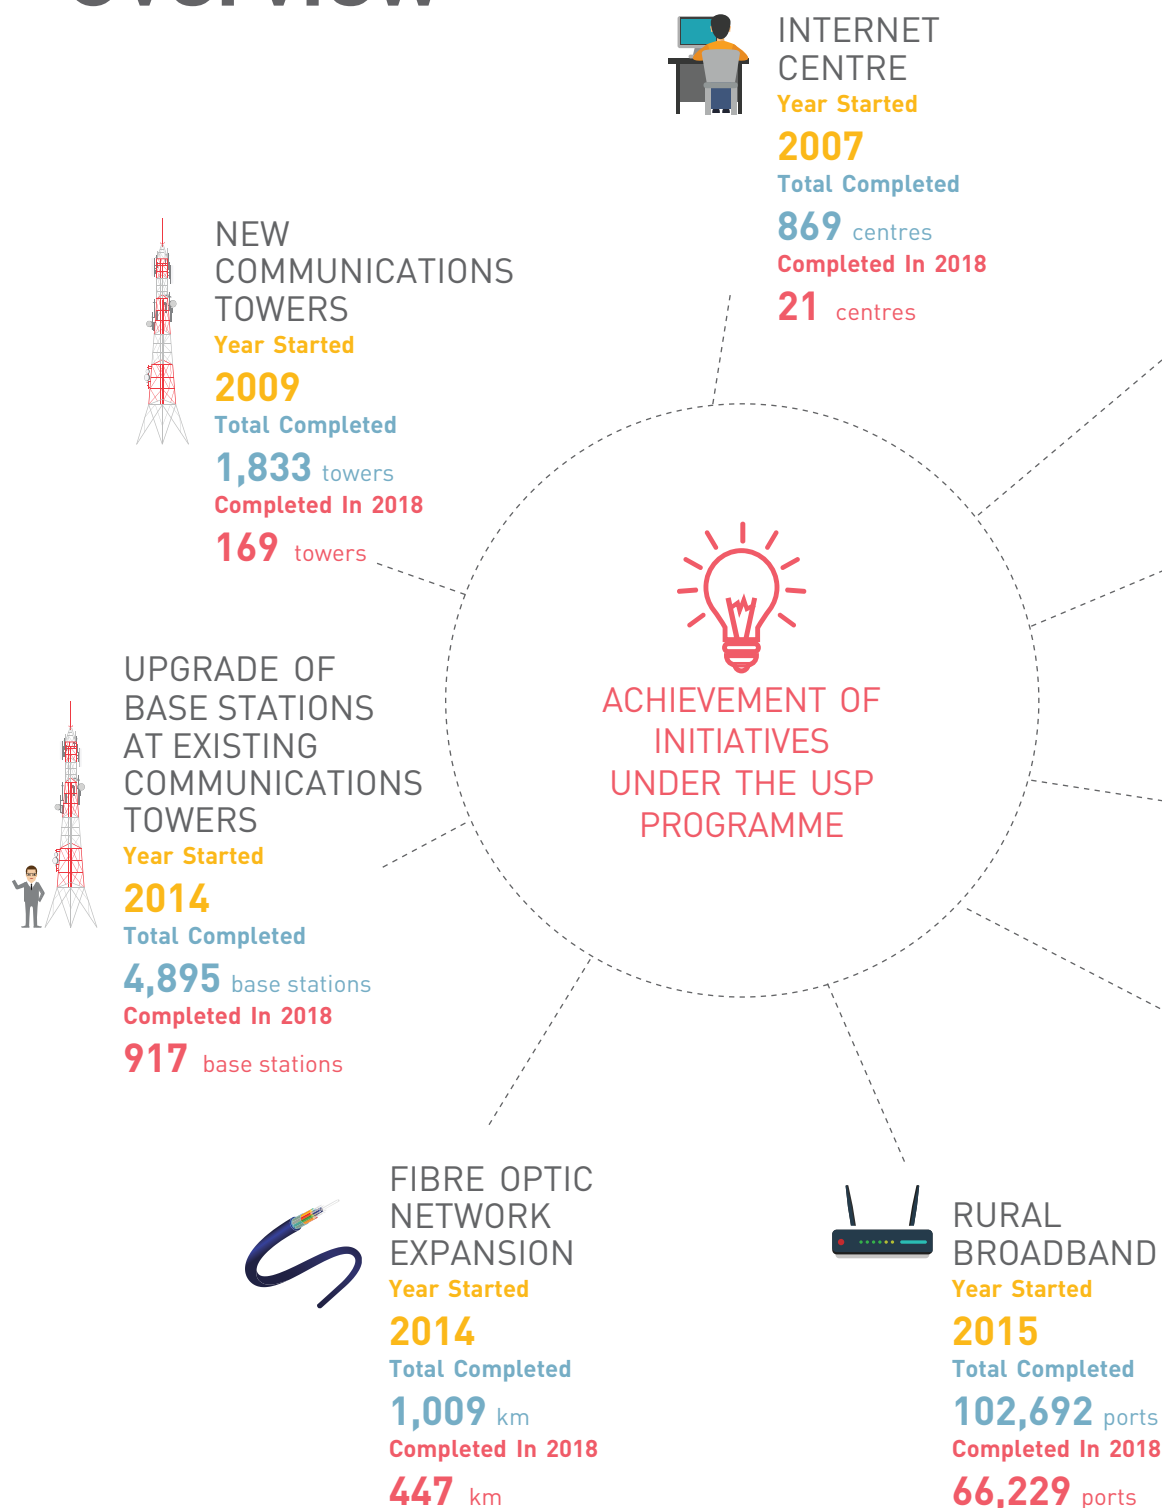 Overview
INTERNET
CENTRE
Year Started
2007
Total Completed
869 centres
Completed In 2018
21 centres
NEW
COMMUNICATIONS
TOWERS
Year Started
2009
Total Completed
1,833 towers
Completed In 2018
169 towers
ACHIEVEMENT OF
INITIATIVES
UNDER THE USP
PROGRAMME
UPGRADE OF
BASE STATIONS
AT EXISTING
COMMUNICATIONS
TOWERS
Year Started
2014
Total Completed
4,895 base stations
Completed In 2018
917 base stations
FIBRE OPTIC
NETWORK
EXPANSION
Year Started
2014
Total Completed
1,009 km
Completed In 2018
447 km
RURAL
BROADBAND
Year Started
2015
Total Completed
102,692 ports
Completed In 2018
66,229 ports